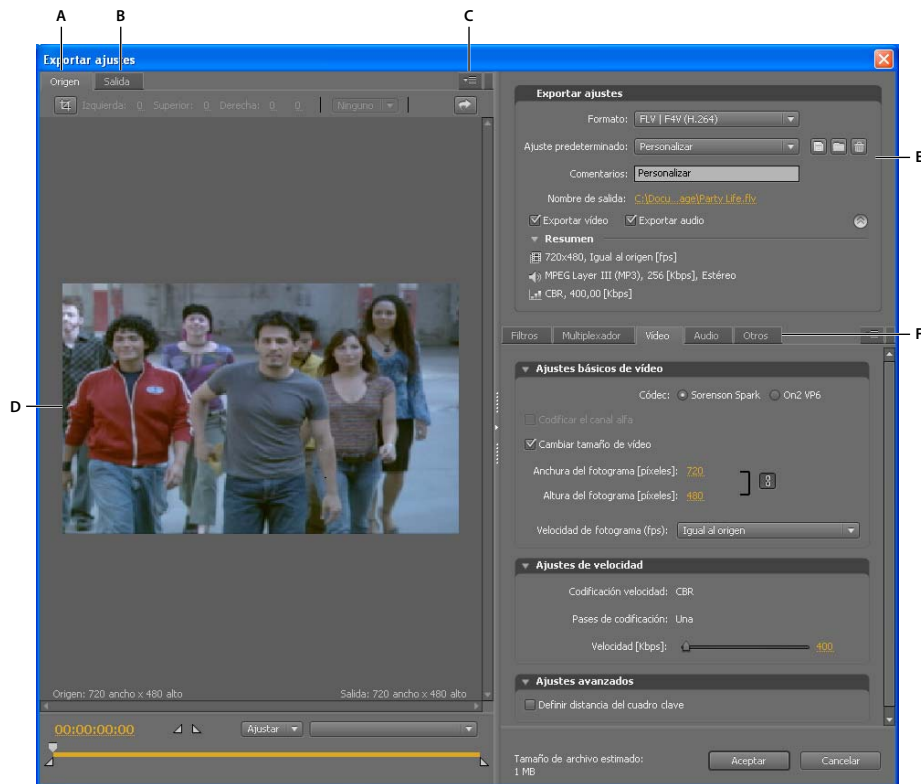 A B C
Exportar ajustes
Origen Salida
Izquierda: 0 Superior: 0 Derecha: 0 0 Ninguno
Exportar ajustes
Formato: FLV | F4V (H.264)
Ajuste predeterminado: Personalizar
E
Comentarios: Personalizar
Nombre de salida: C:\Docu...age\Party Life.flv
Exportar vídeo Exportar audio
Resumen
720x480, Igual al origen [fps]
MPEG Layer III (MP3), 256 [Kbps], Estéreo
CBR, 400,00 [Kbps]
Filtros Multiplexador Vídeo Audio Otros
F
Ajustes básicos de vídeo
Códec: Sorenson Spark On2 VP6
D
Codificar el canal alfa
Cambiar tamaño de vídeo
Anchura del fotograma [píxeles]: 720
Altura del fotograma [píxeles]: 480
Velocidad de fotograma (fps): Igual al origen
Ajustes de velocidad
Codificación velocidad: CBR
Pases de codificación: Una
Velocidad [Kbps]: 400
Ajustes avanzados
Definir distancia del cuadro clave
Origen: 720 ancho x 480 alto Salida: 720 ancho x 480 alto
00:00:00:00 Ajustar
Tamaño de archivo estimado:
1 MB
Aceptar Cancelar